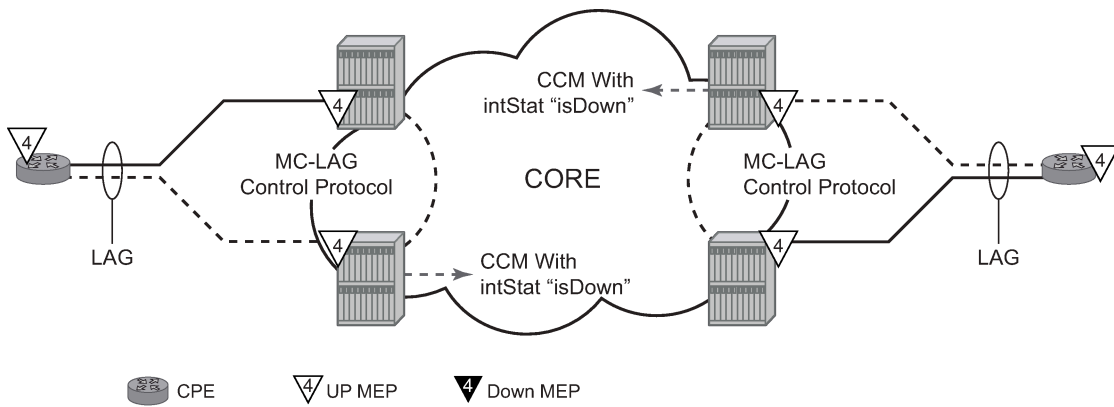 CCM With
intStat “isDown”
4
4
4
4
MC-LAG
Control Protocol
CORE
MC-LAG
Control Protocol
4
4
LAG
CCM With
intStat “isDown”
LAG
CPE
4 UP MEP
4 Down MEP